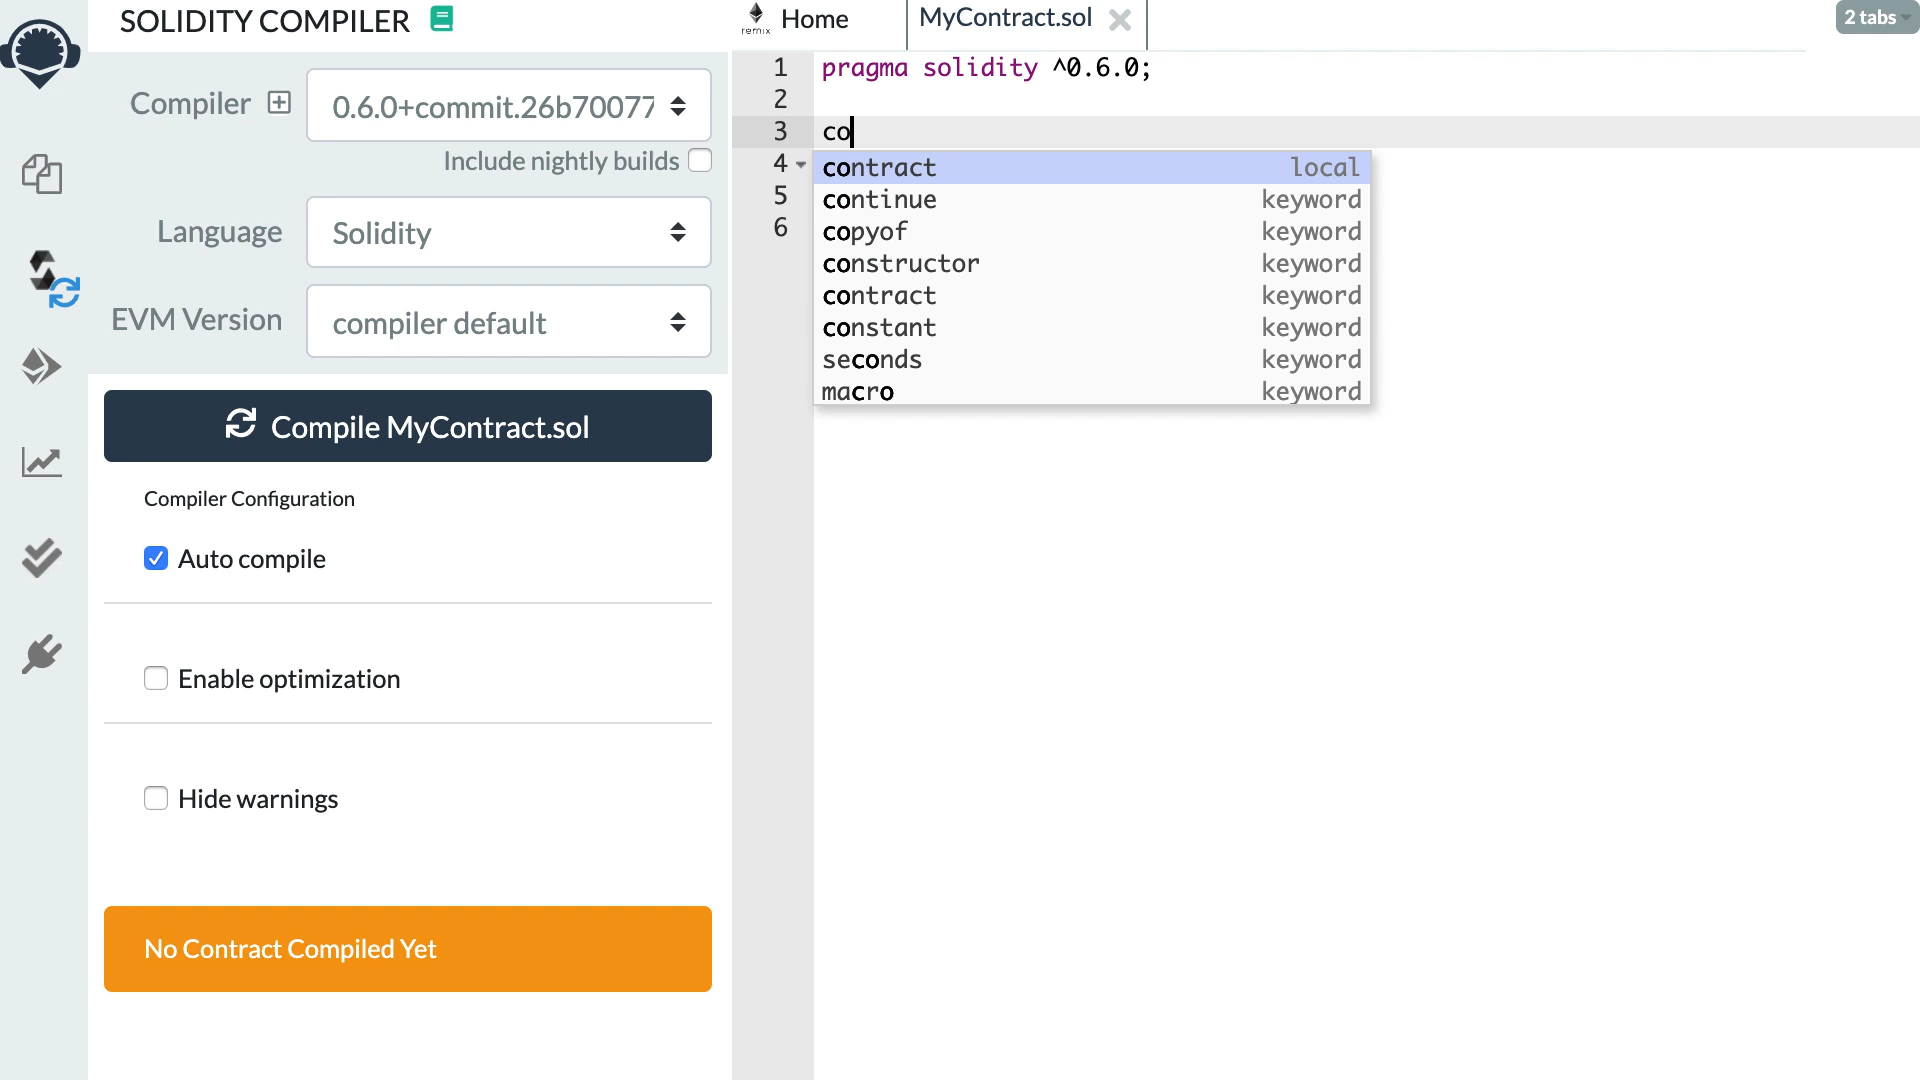 SOLIDITY COMPILER
Compiler
0.6.0+commit.26b70077
Include nightly builds
Language
Solidity
EVM Version
compiler default
Compile MyContract.sol
Compiler Configuration
Auto compile
Enable optimization
Hide warnings
No Contract Compiled Yet
remix
Home
MyContract.sol
2 tabs
1 pragma solidity ^0.6.0;
2
3 co
4
5
6
contract local
continue keyword
copyof keyword
constructor keyword
contract keyword
constant keyword
seconds keyword
macro keyword